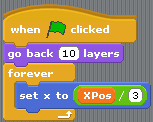 when clicked
go back 10 layers
forever
set x to XPos / 3